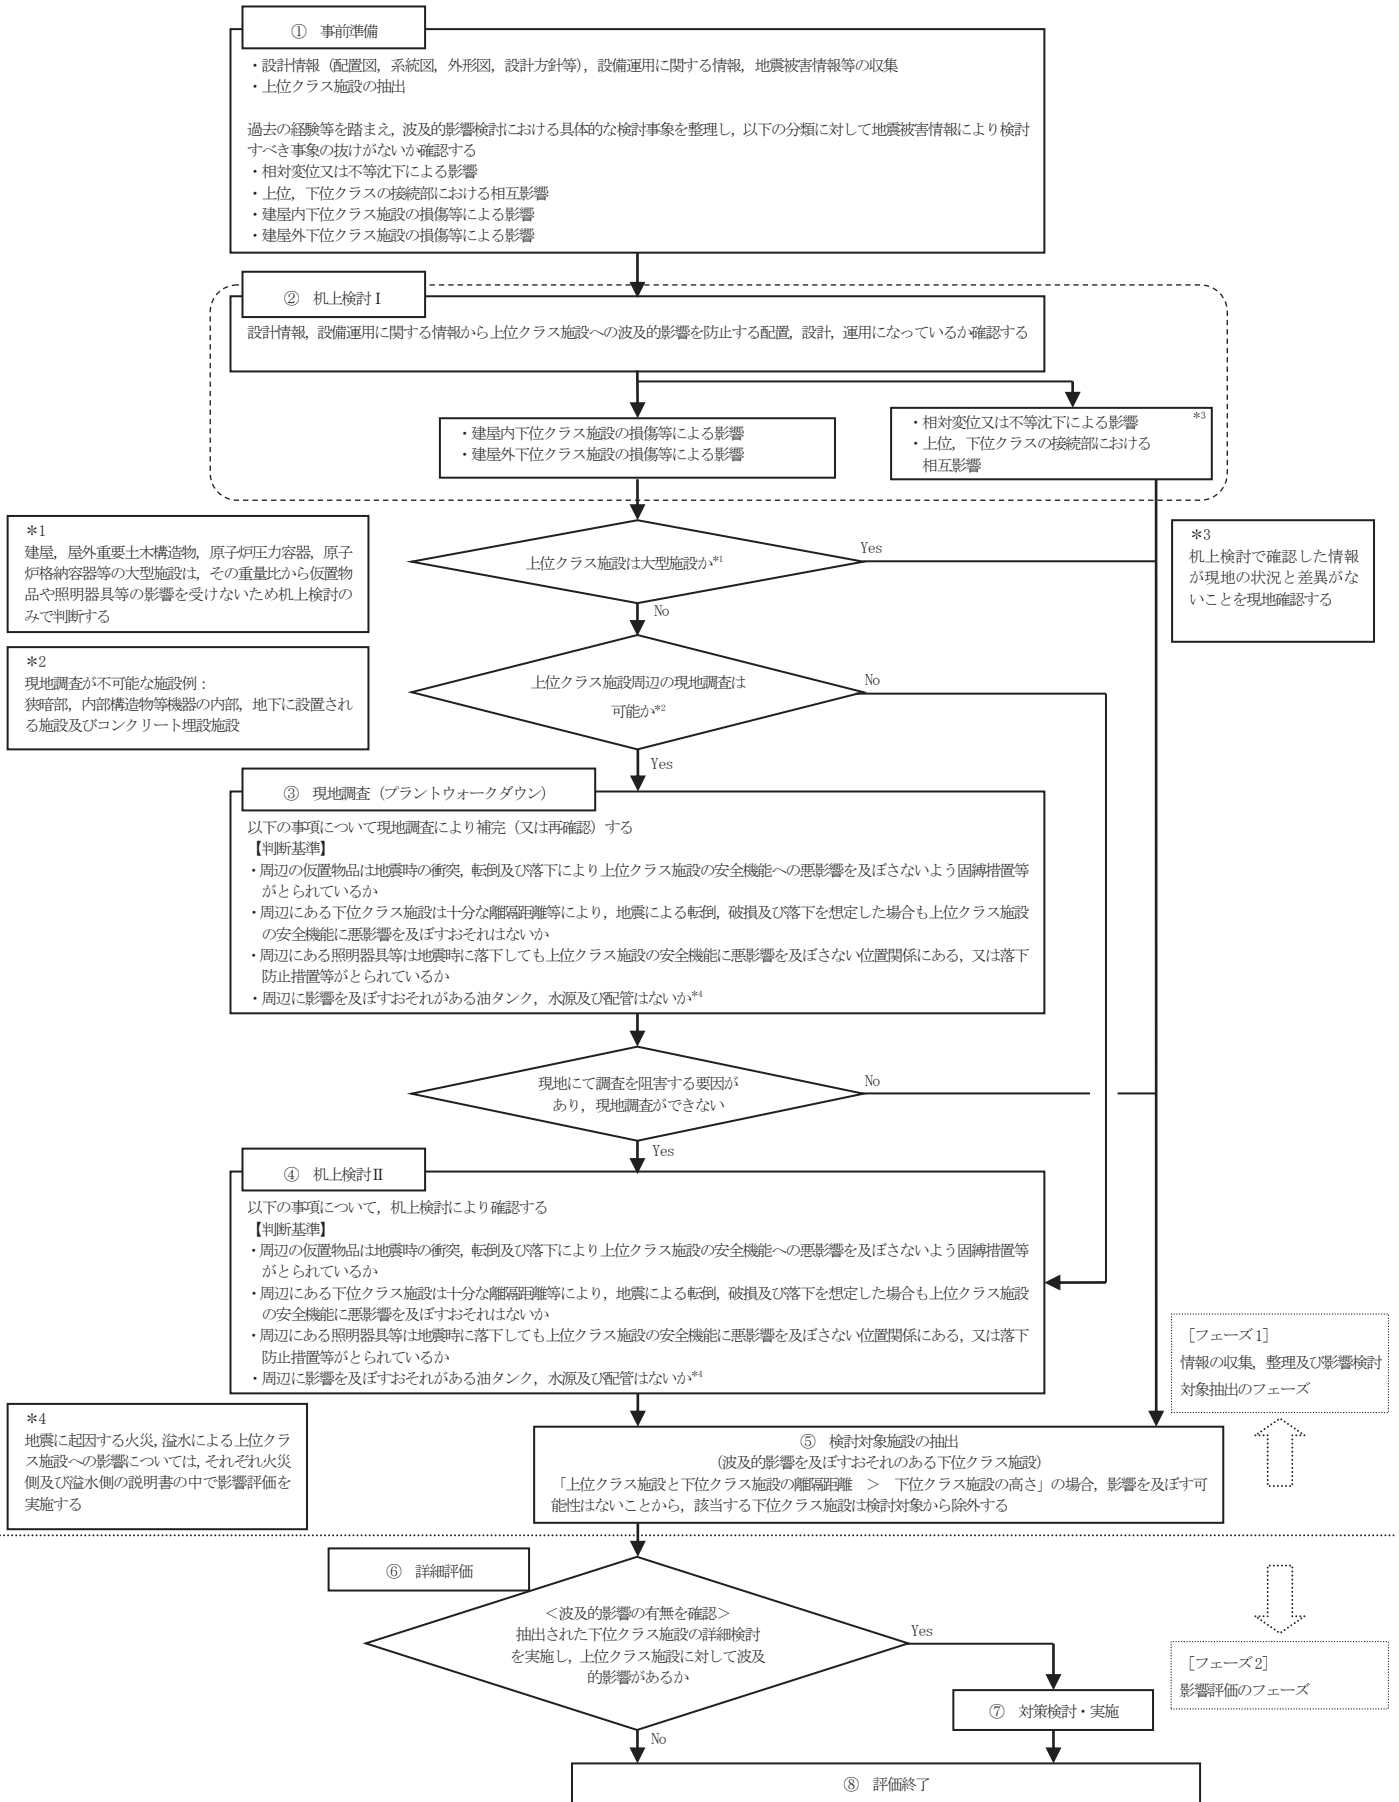 ① 事前準備
・設計情報（配置図，系統図，外形図，設計方針等），設備運用に関する情報，地震被害情報等の収集
・上位クラス施設の抽出
過去の経験等を踏まえ，波及的影響検討における具体的な検討事象を整理し，以下の分類に対して地震被害情報により検討
すべき事象の抜けがないか確認する
・相対変位又は不等沈下による影響
・上位，下位クラスの接続部における相互影響
・建屋内下位クラス施設の損傷等による影響
・建屋外下位クラス施設の損傷等による影響
② 机上検討Ⅰ
設計情報，設備運用に関する情報から上位クラス施設への波及的影響を防止する配置，設計，運用になっているか確認する
・建屋内下位クラス施設の損傷等による影響
・建屋外下位クラス施設の損傷等による影響
*3
・相対変位又は不等沈下による影響
・上位，下位クラスの接続部における
相互影響
*1
建屋，屋外重要土木構造物，原子炉圧力容器，原子
炉格納容器等の大型施設は，その重量比から仮置物
品や照明器具等の影響を受けないため机上検討の
みで判断する
上位クラス施設は大型施設か*1
Yes
No
*3
机上検討で確認した情報
が現地の状況と差異がな
いことを現地確認する
*2
現地調査が不可能な施設例：
狭暗部，内部構造物等機器の内部，地下に設置され
る施設及びコンクリート埋設施設
上位クラス施設周辺の現地調査は
可能か*2
No
Yes
③ 現地調査（プラントウォークダウン）
以下の事項について現地調査により補完（又は再確認）する
【判断基準】
・周辺の仮置物品は地震時の衝突，転倒及び落下により上位クラス施設の安全機能への悪影響を及ぼさないよう固縛措置等
がとられているか
・周辺にある下位クラス施設は十分な離隔距離等により，地震による転倒，破損及び落下を想定した場合も上位クラス施設
の安全機能に悪影響を及ぼすおそれはないか
・周辺にある照明器具等は地震時に落下しても上位クラス施設の安全機能に悪影響を及ぼさない位置関係にある，又は落下
防止措置等がとられているか
・周辺に影響を及ぼすおそれがある油タンク，水源及び配管はないか*4
現地にて調査を阻害する要因が
あり，現地調査ができない
No
Yes
④ 机上検討Ⅱ
以下の事項について，机上検討により確認する
【判断基準】
・周辺の仮置物品は地震時の衝突，転倒及び落下により上位クラス施設の安全機能への悪影響を及ぼさないよう固縛措置等
がとられているか
・周辺にある下位クラス施設は十分な離隔距離等により，地震による転倒，破損及び落下を想定した場合も上位クラス施設
の安全機能に悪影響を及ぼすおそれはないか
・周辺にある照明器具等は地震時に落下しても上位クラス施設の安全機能に悪影響を及ぼさない位置関係にある，又は落下
防止措置等がとられているか
・周辺に影響を及ぼすおそれがある油タンク，水源及び配管はないか*4
［フェーズ1］
情報の収集，整理及び影響検討
対象抽出のフェーズ
*4
地震に起因する火災，溢水による上位クラ
ス施設への影響については，それぞれ火災
側及び溢水側の説明書の中で影響評価を
実施する
⑤ 検討対象施設の抽出
（波及的影響を及ぼすおそれのある下位クラス施設）
「上位クラス施設と下位クラス施設の離隔距離 ＞ 下位クラス施設の高さ」の場合，影響を及ぼす可
能性はないことから，該当する下位クラス施設は検討対象から除外する
⑥ 詳細評価
＜波及的影響の有無を確認＞
抽出された下位クラス施設の詳細検討
を実施し，上位クラス施設に対して波及
的影響があるか
Yes
No
［フェーズ2］
影響評価のフェーズ
⑦ 対策検討・実施
⑧ 評価終了